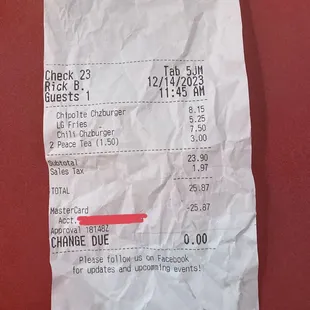 Check 23 Tab 5JM
Rick B. 12/14/2023
Guests 1 11:45 AM
Chipolte Chzburger 8.15
LG Fries 5.25
Chili Chzburger 7.50
2 Peace Tea (1.50) 3.00
Subtotal 23.90
Sales Tax 1.97
TOTAL 25.87
MasterCard -25.87
Acct.
Approval 18148Z
CHANGE DUE 0.00
Please follow us on Facebook
for updates and upcomming events!